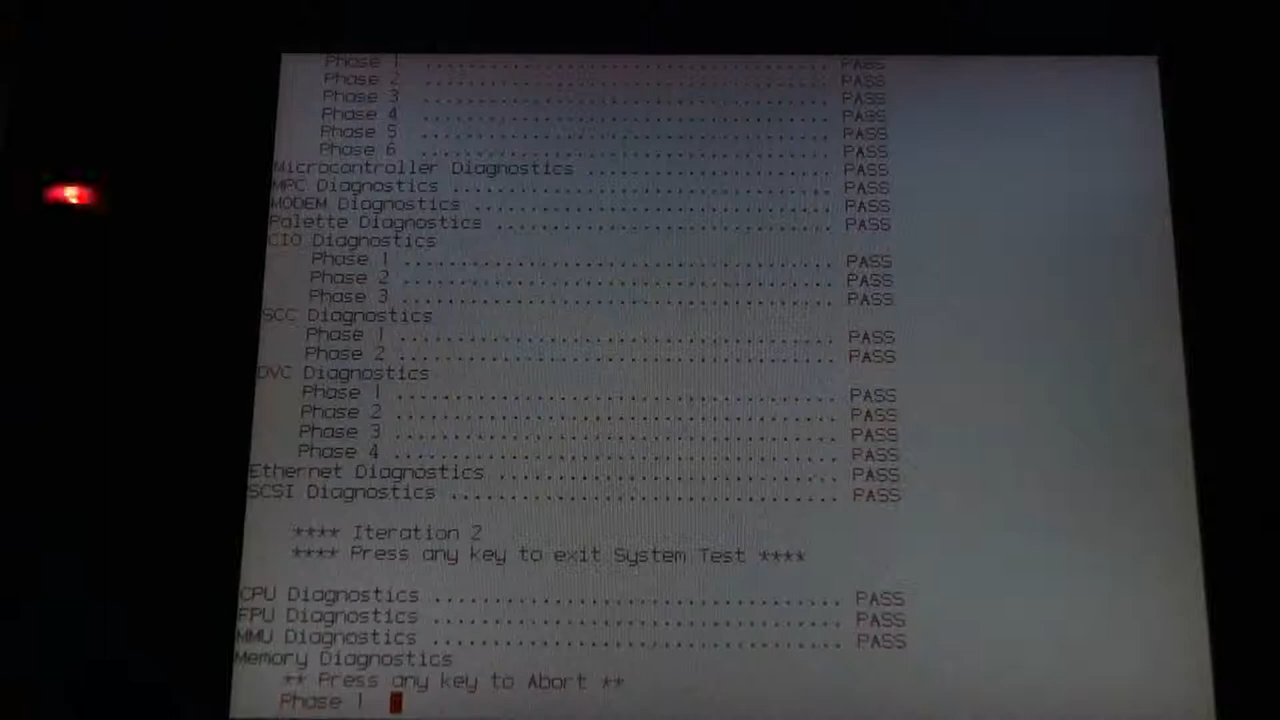 Phase 1 .................................. PASS
Phase 2 .................................. PASS
Phase 3 .................................. PASS
Phase 4 .................................. PASS
Phase 5 .................................. PASS
Phase 6 .................................. PASS
Microcontroller Diagnostics .................... PASS
MPC Diagnostics ................................ PASS
MODEM Diagnostics .............................. PASS
Palette Diagnostics ............................ PASS
CIO Diagnostics
Phase 1 .................................... PASS
Phase 2 .................................... PASS
Phase 3 .................................... PASS
SCC Diagnostics
Phase 1 .................................... PASS
Phase 2 .................................... PASS
DVC Diagnostics
Phase 1 .................................... PASS
Phase 2 .................................... PASS
Phase 3 .................................... PASS
Phase 4 .................................... PASS
Ethernet Diagnostics ........................... PASS
SCSI Diagnostics ............................... PASS
**** Iteration 2
**** Press any key to exit System Test ****
CPU Diagnostics ................................ PASS
FPU Diagnostics ................................ PASS
MMU Diagnostics ................................ PASS
Memory Diagnostics
** Press any key to Abort **
Phase 1